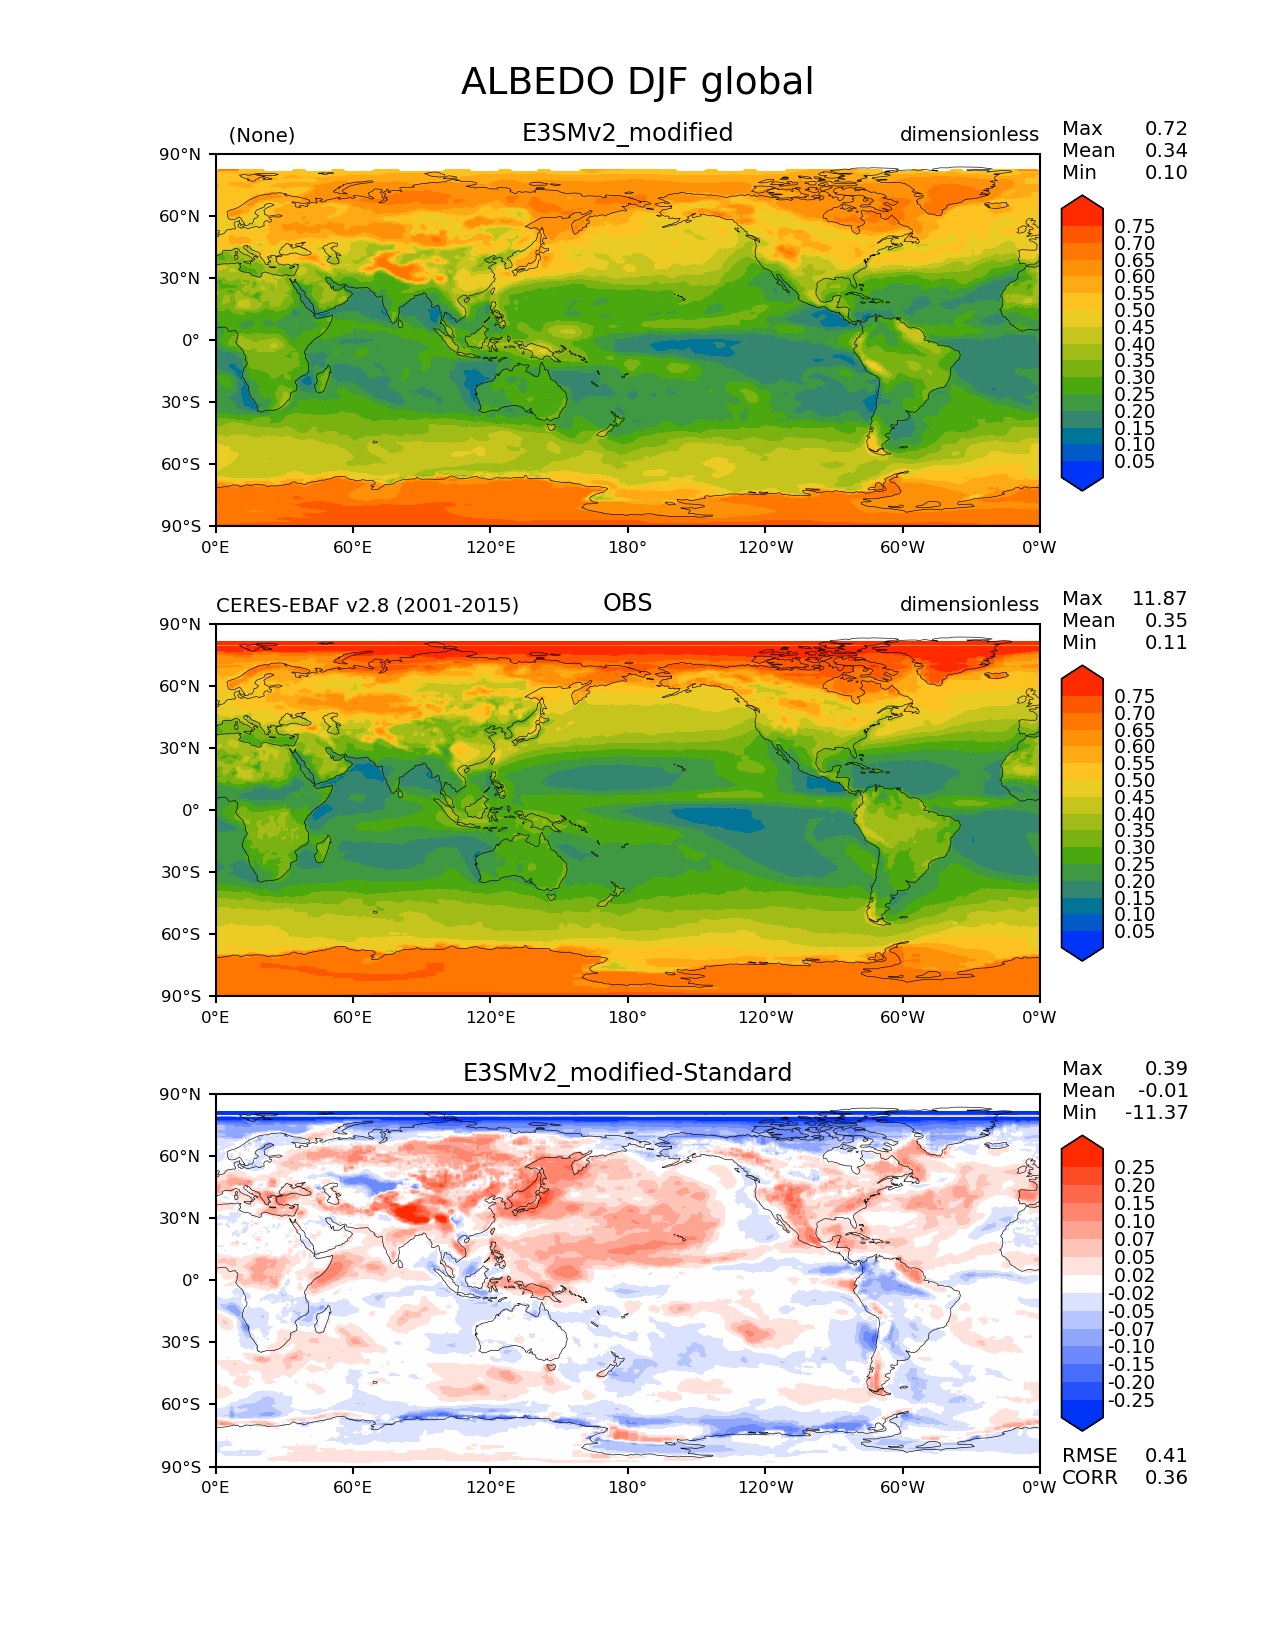 ALBEDO DJF global
(None) E3SMv2_modified dimensionless
Max 0.72
Mean 0.34
Min 0.10
90°N
60°N
30°N
0°
30°S
60°S
90°S
0°E 60°E 120°E 180° 120°W 60°W 0°W
0.75
0.70
0.65
0.60
0.55
0.50
0.45
0.40
0.35
0.30
0.25
0.20
0.15
0.10
0.05
CERES-EBAF v2.8 (2001-2015) OBS dimensionless
Max 11.87
Mean 0.35
Min 0.11
90°N
60°N
30°N
0°
30°S
60°S
90°S
0°E 60°E 120°E 180° 120°W 60°W 0°W
0.75
0.70
0.65
0.60
0.55
0.50
0.45
0.40
0.35
0.30
0.25
0.20
0.15
0.10
0.05
E3SMv2_modified-Standard
Max 0.39
Mean -0.01
Min -11.37
90°N
60°N
30°N
0°
30°S
60°S
90°S
0°E 60°E 120°E 180° 120°W 60°W 0°W
0.25
0.20
0.15
0.10
0.07
0.05
0.02
-0.02
-0.05
-0.07
-0.10
-0.15
-0.20
-0.25
RMSE 0.41
CORR 0.36